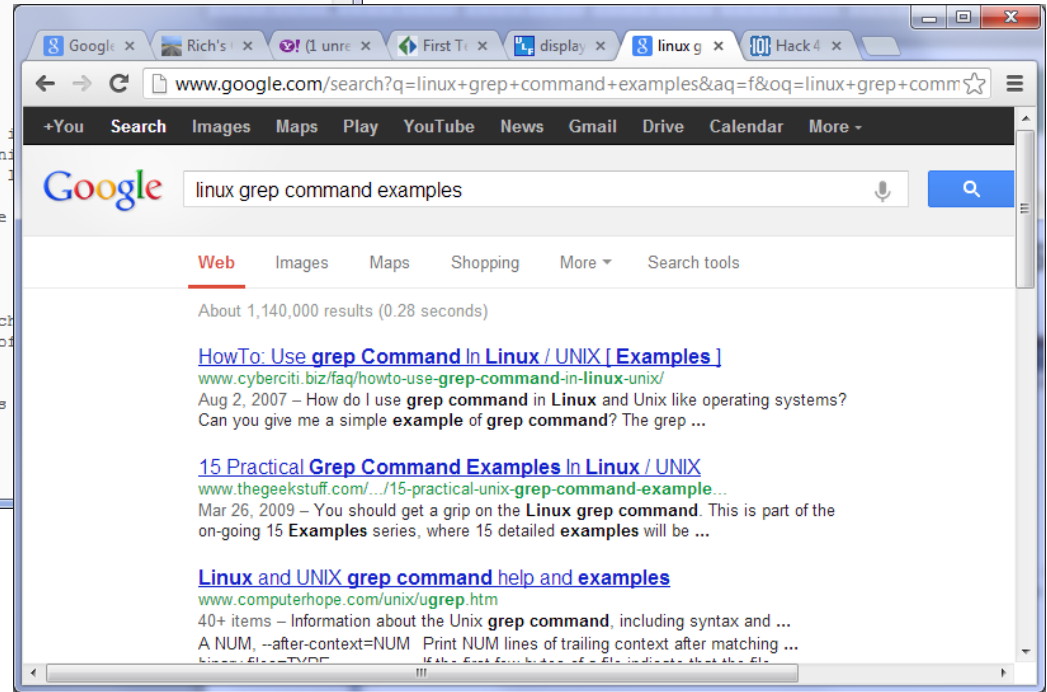 Google
Rich's
(1 unre
First Te
display
linux g
Hack 4
www.google.com/search?q=linux+grep+command+examples&aq=f&oq=linux+grep+comm
+You Search Images Maps Play YouTube News Gmail Drive Calendar More
Google linux grep command examples
Web Images Maps Shopping More Search tools
About 1,140,000 results (0.28 seconds)
HowTo: Use grep Command In Linux / UNIX [ Examples ]
www.cyberciti.biz/faq/howto-use-grep-command-in-linux-unix/
Aug 2, 2007 – How do I use grep command in Linux and Unix like operating systems?
Can you give me a simple example of grep command? The grep ...
15 Practical Grep Command Examples In Linux / UNIX
www.thegeekstuff.com/.../15-practical-unix-grep-command-example...
Mar 26, 2009 – You should get a grip on the Linux grep command. This is part of the
on-going 15 Examples series, where 15 detailed examples will be ...
Linux and UNIX grep command help and examples
www.computerhope.com/unix/ugrep.htm
40+ items – Information about the Unix grep command, including syntax and ...
A NUM, --after-context=NUM Print NUM lines of trailing context after matching ...